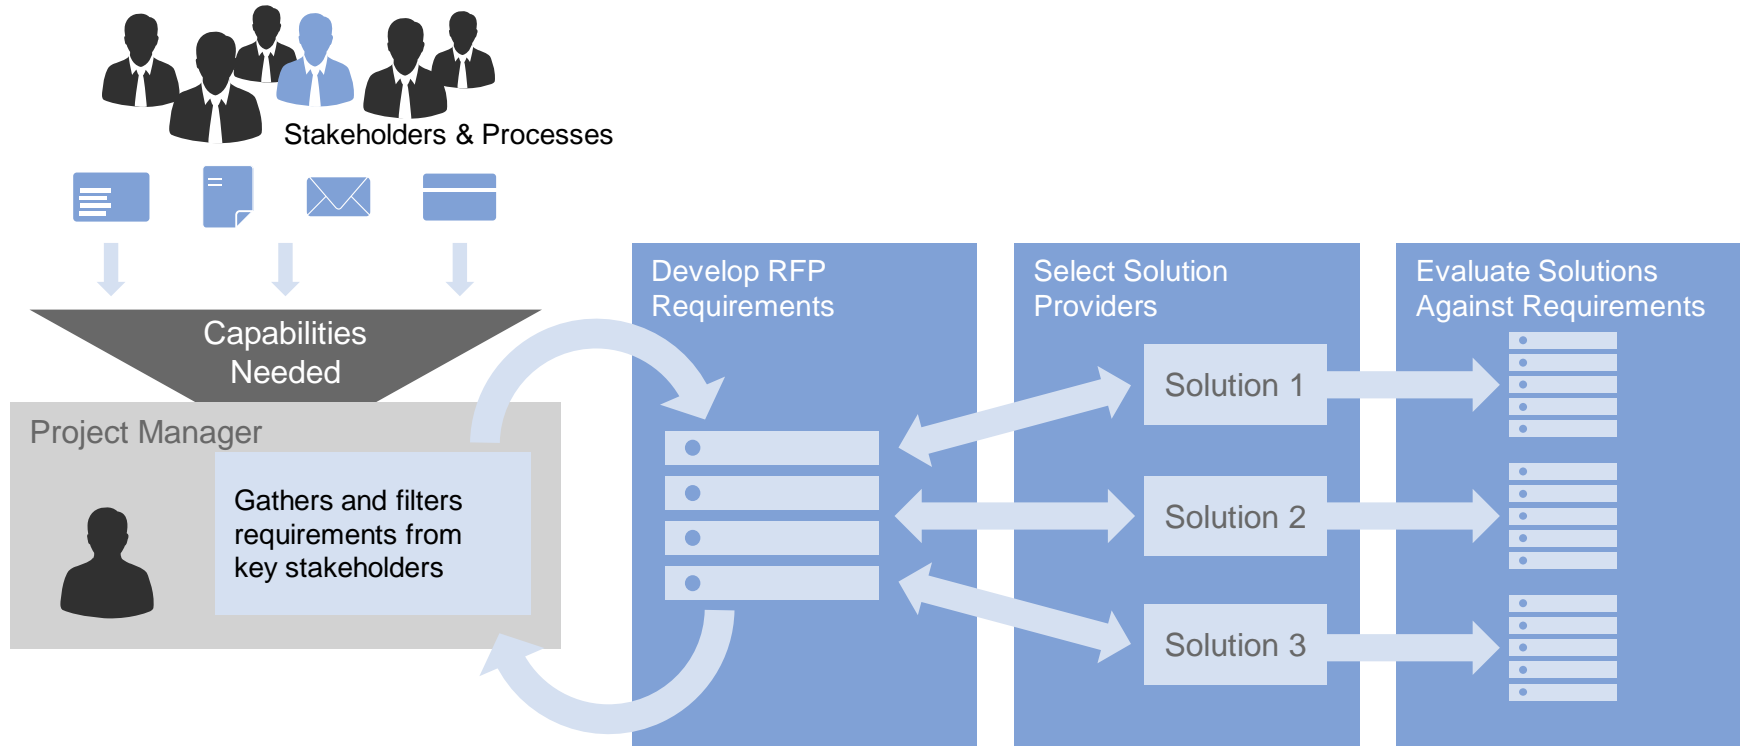 Stakeholders & Processes
Capabilities
Needed
Project Manager
Gathers and filters
requirements from
key stakeholders
Develop RFP
Requirements
Select Solution
Providers
Solution 1
Solution 2
Solution 3
Evaluate Solutions
Against Requirements